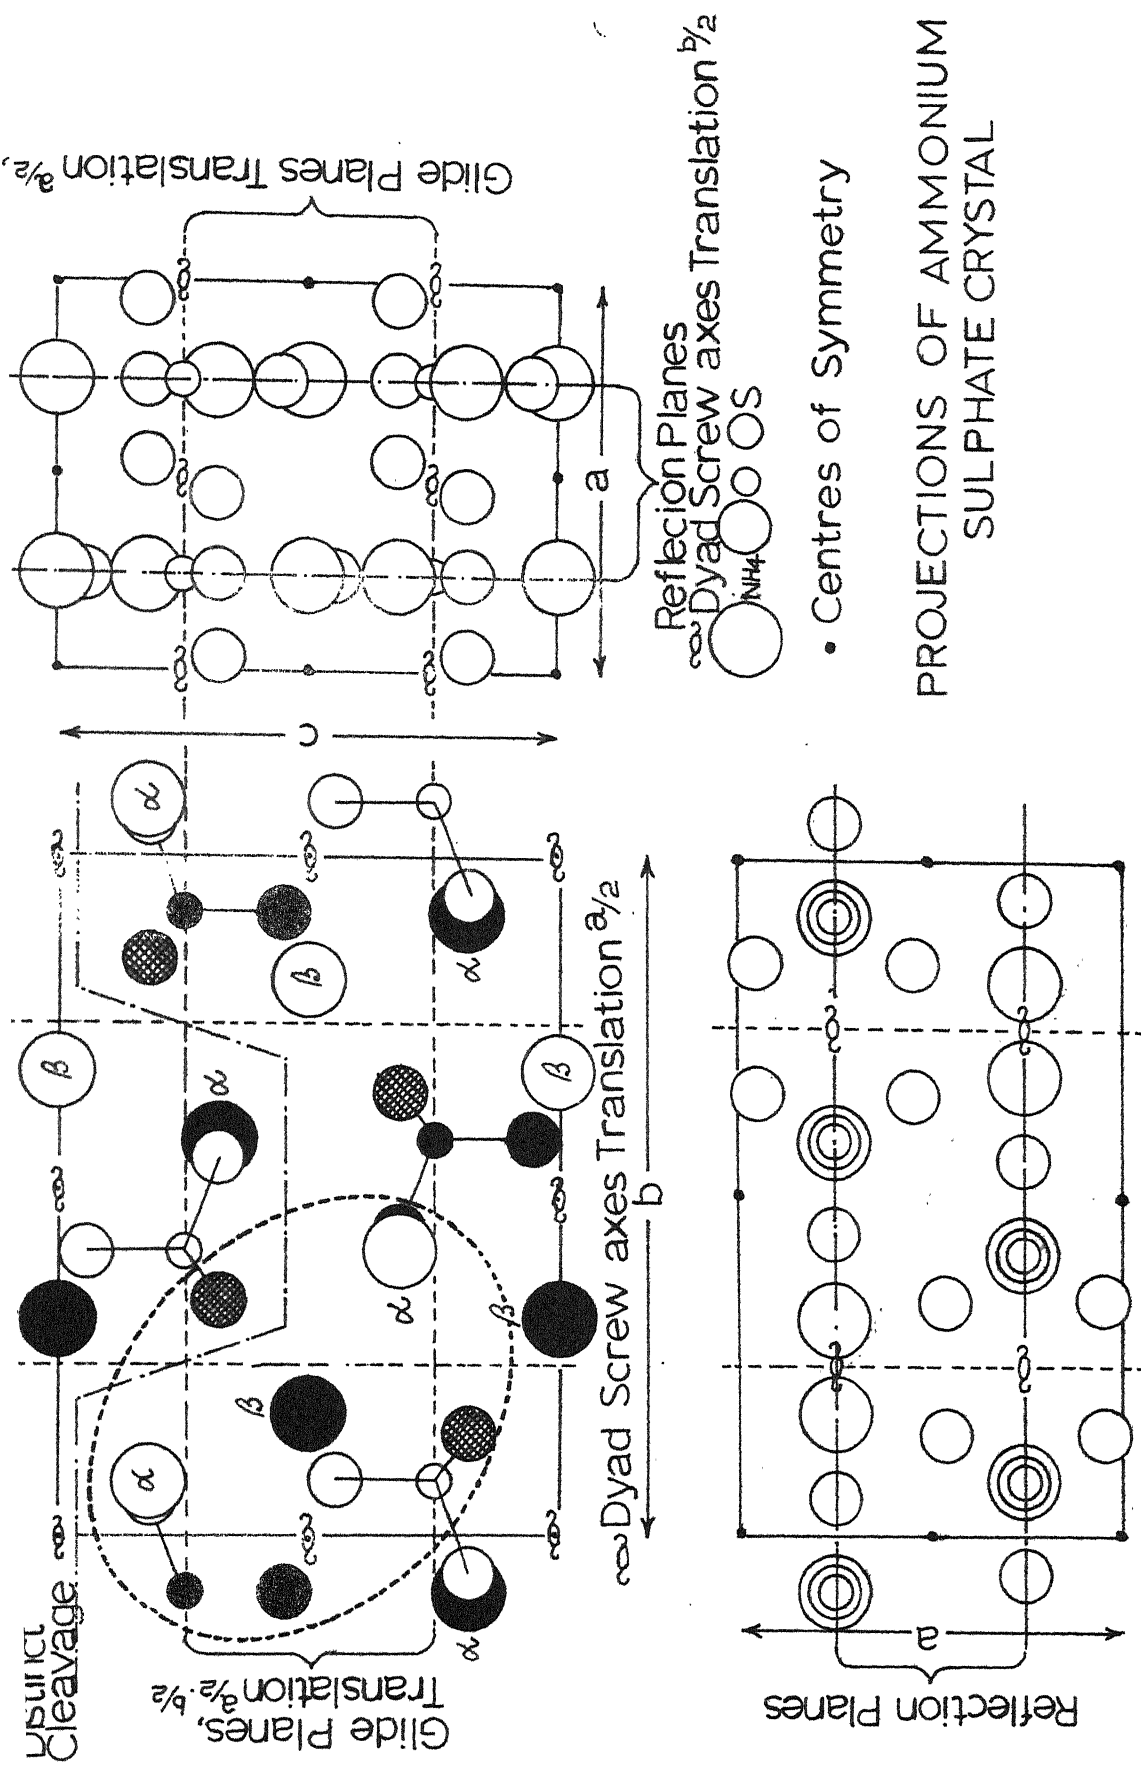 Distinct
Cleavage
Glide Planes,
Translation a/2. b/2
α
β
α
β
α
α
β
α
β
β
α
α
∾Dyad Screw axes Translation a/2
b
c
Glide Planes Translation a/2,
a
Reflecion Planes
∾Dyad Screw axes Translation b/2
NH4 O S
• Centres of Symmetry
PROJECTIONS OF AMMONIUM
SULPHATE CRYSTAL
a
Reflection Planes